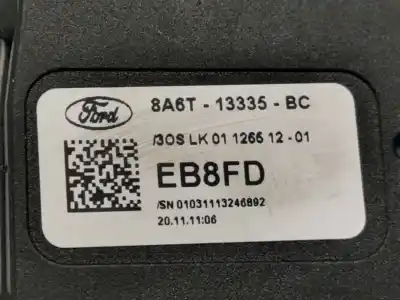 Ford
8A6T - 13335 - BC
/3OS LK 01 1266 12 - 01
EB8FD
/SN 01031113246892
20.11.11;06